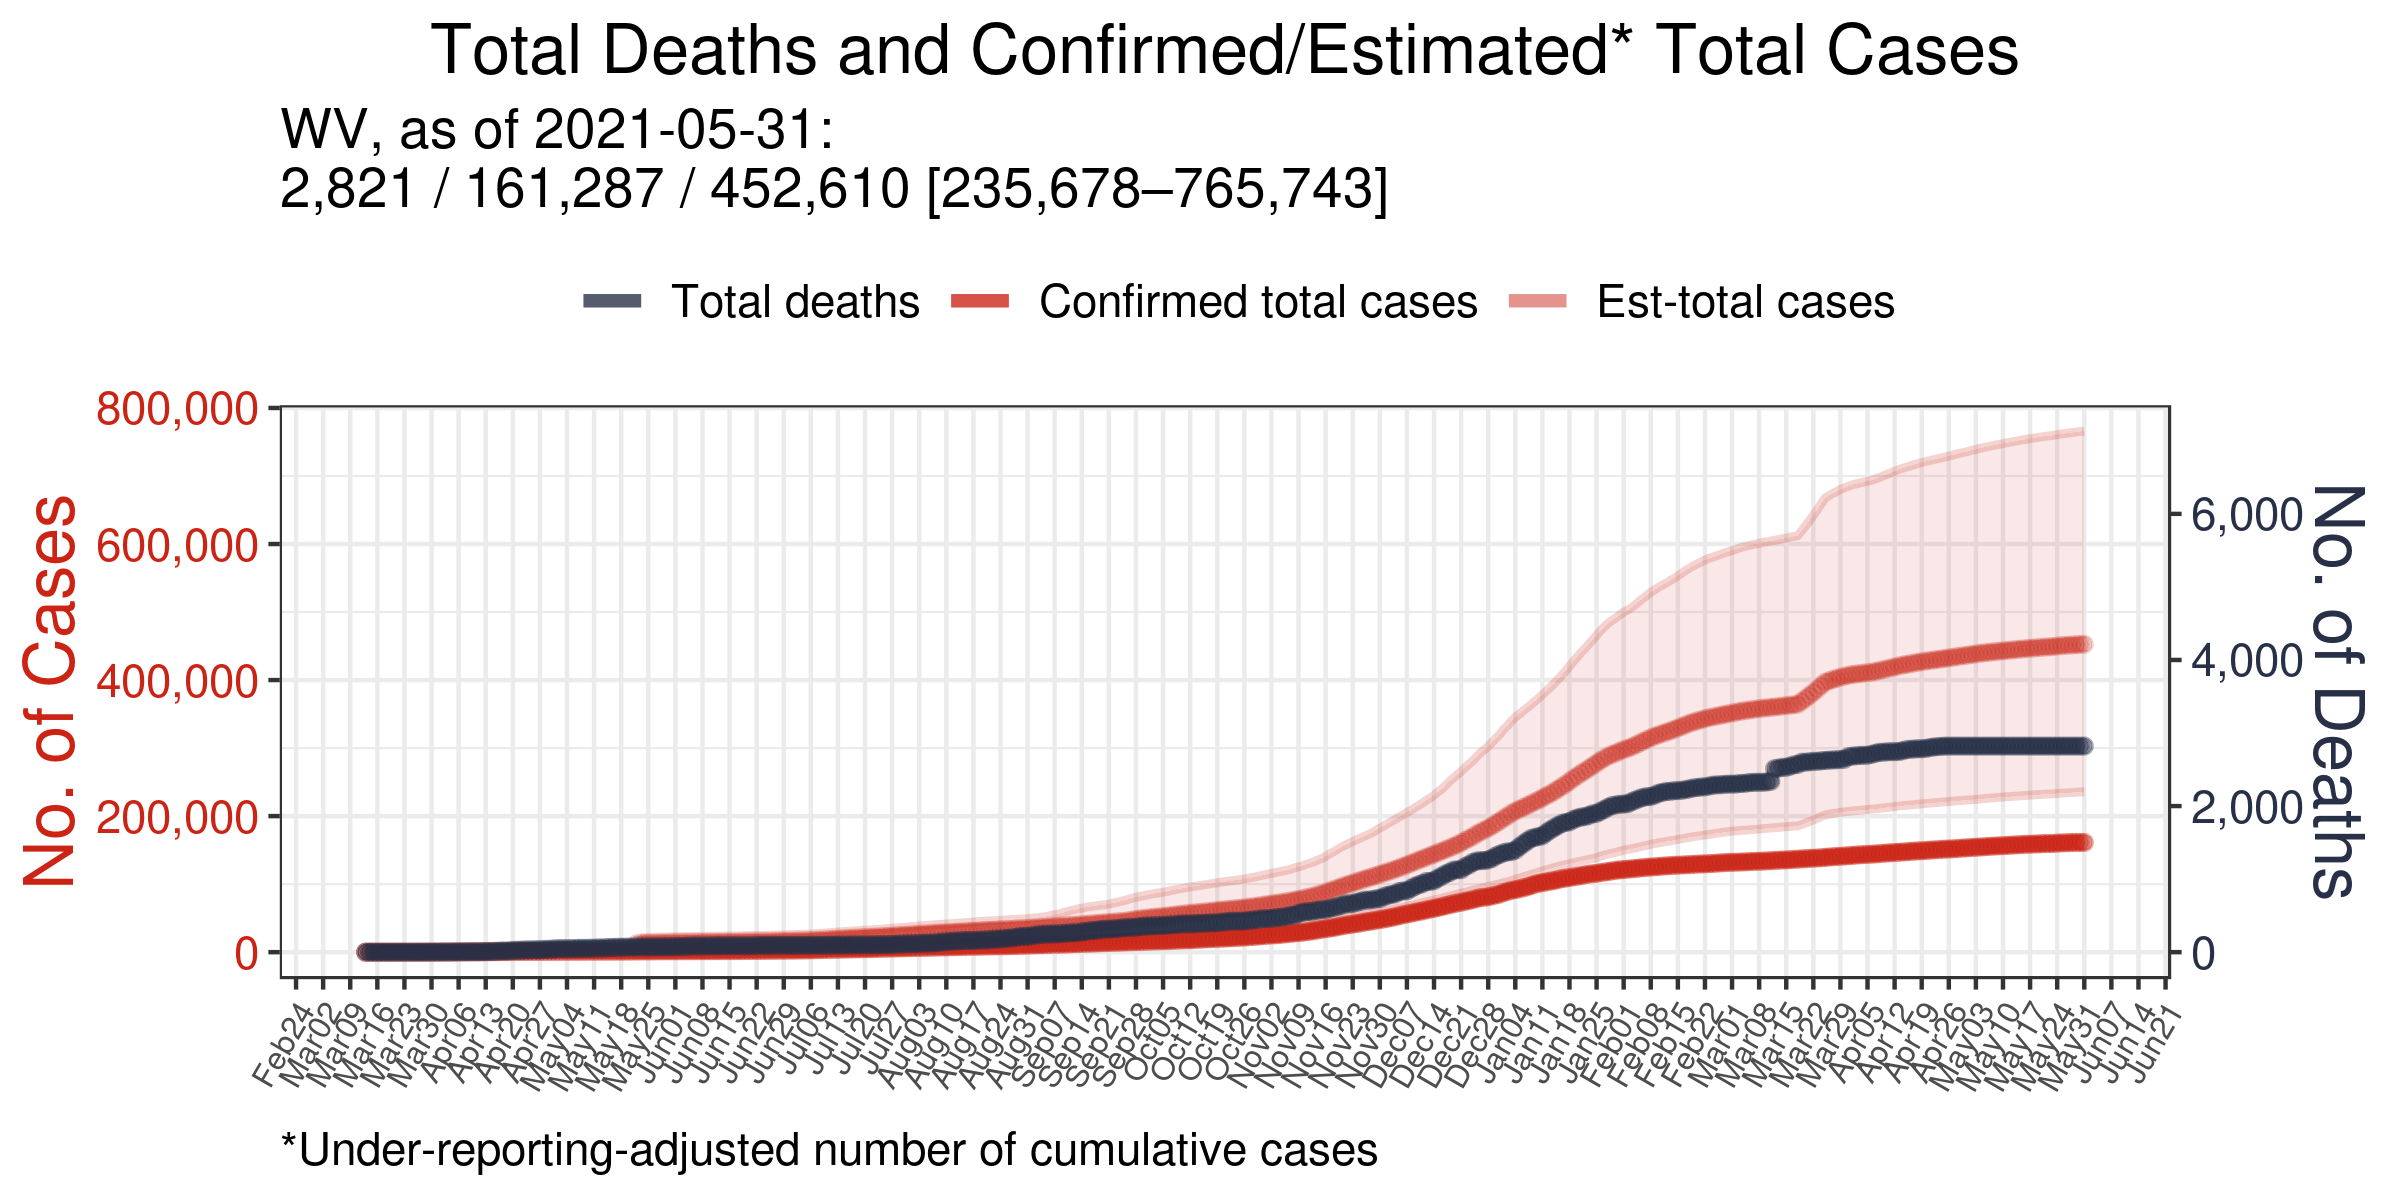 Total Deaths and Confirmed/Estimated* Total Cases
WV, as of 2021-05-31:
2,821 / 161,287 / 452,610 [235,678–765,743]
Total deaths
Confirmed total cases
Est-total cases
No. of Cases
800,000
600,000
400,000
200,000
0
6,000
4,000
2,000
0
No. of Deaths
Feb24
Mar02
Mar09
Mar16
Mar23
Mar30
Apr06
Apr13
Apr20
Apr27
May04
May11
May18
May25
Jun01
Jun08
Jun15
Jun22
Jun29
Jul06
Jul13
Jul20
Jul27
Aug03
Aug10
Aug17
Aug24
Aug31
Sep07
Sep14
Sep21
Sep28
Oct05
Oct12
Oct19
Oct26
Nov02
Nov09
Nov16
Nov23
Nov30
Dec07
Dec14
Dec21
Dec28
Jan04
Jan11
Jan18
Jan25
Feb01
Feb08
Feb15
Feb22
Mar01
Mar08
Mar15
Mar22
Mar29
Apr05
Apr12
Apr19
Apr26
May03
May10
May17
May24
May31
Jun07
Jun14
Jun21
*Under-reporting-adjusted number of cumulative cases